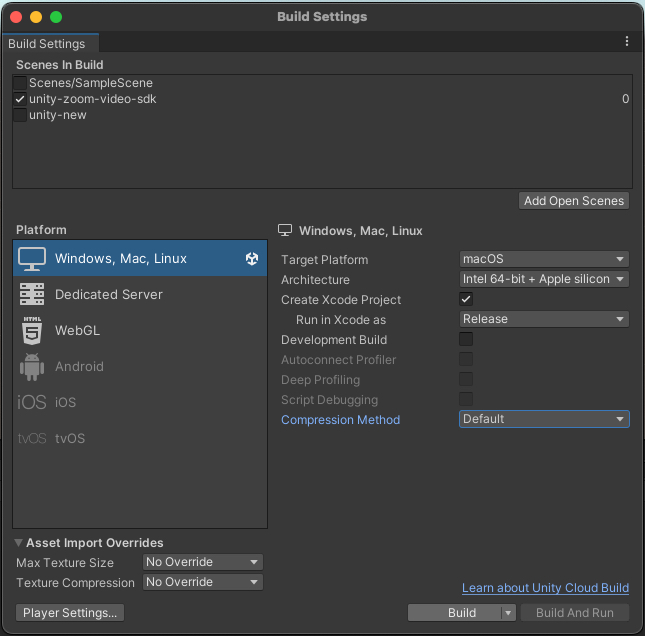 Build Settings
Build Settings
Scenes In Build
Scenes/SampleScene
unity-zoom-video-sdk 0
unity-new
Add Open Scenes
Platform
Windows, Mac, Linux
Dedicated Server
HTML
5
WebGL
Android
iOS iOS
tvOS tvOS
Windows, Mac, Linux
Target Platform macOS
Architecture Intel 64-bit + Apple silicon
Create Xcode Project
Run in Xcode as Release
Development Build
Autoconnect Profiler
Deep Profiling
Script Debugging
Compression Method Default
Asset Import Overrides
Max Texture Size No Override
Texture Compression No Override
Learn about Unity Cloud Build
Player Settings... Build Build And Run